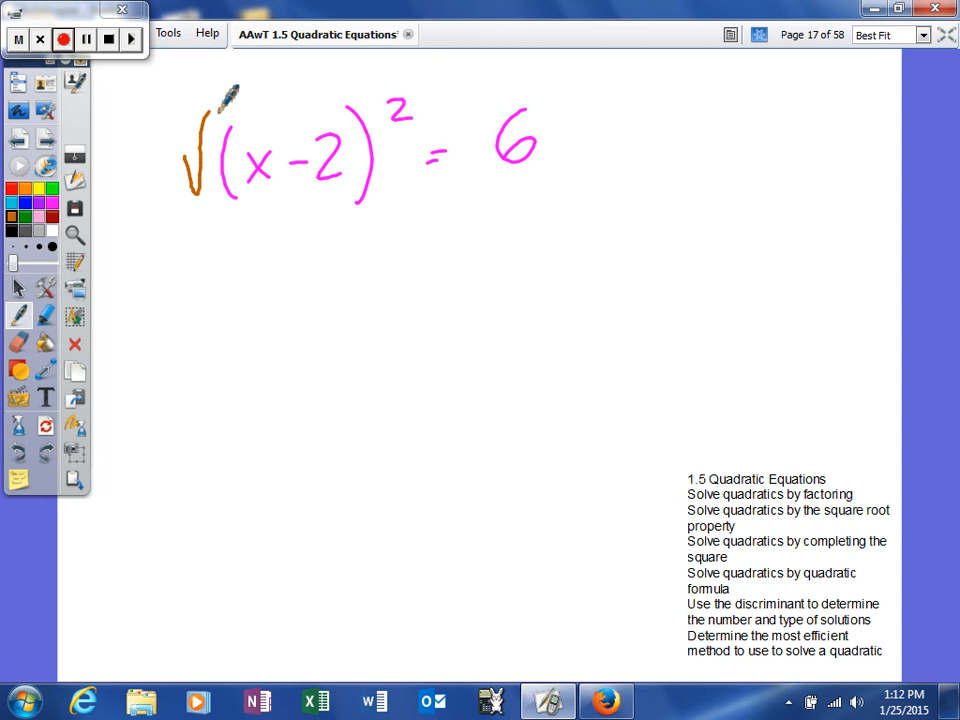 M
Tools Help AAwT 1.5 Quadratic Equations' Page 17 of 58 Best Fit
√(x-2)² = 6
T
1.5 Quadratic Equations
Solve quadratics by factoring
Solve quadratics by the square root
property
Solve quadratics by completing the
square
Solve quadratics by quadratic
formula
Use the discriminant to determine
the number and type of solutions
Determine the most efficient
method to use to solve a quadratic
1:12 PM
1/25/2015